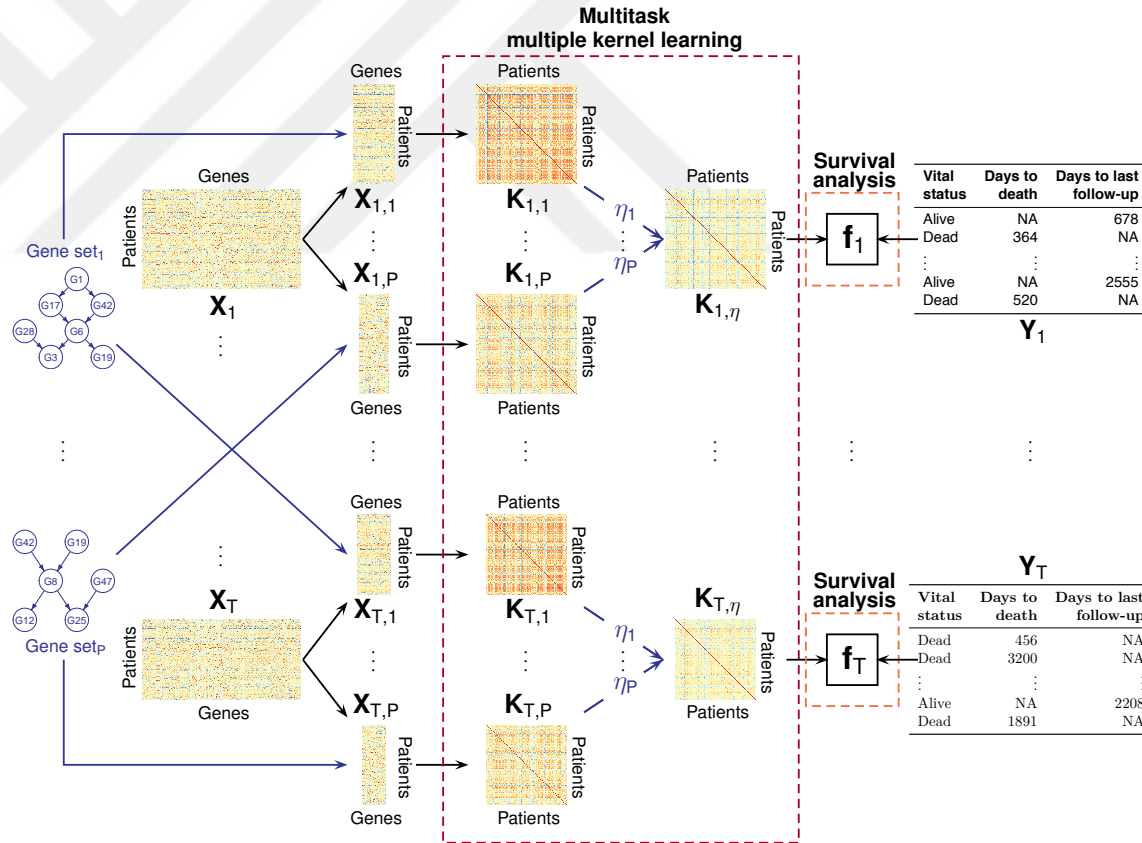 Multitask
multiple kernel learning
Genes
Patients
X1,1
Patients
Patients
K1,1
Genes
Patients
X1
⋮
Gene set1
G1
G17
G42
G6
G28
G3
G19
⋮
X1,P
Patients
Genes
⋮
K1,P
Patients
Patients
η1
⋮
ηP
Patients
Patients
K1,η
Survival
analysis
f1
Vital status Days to death Days to last follow-up
Alive NA 678
Dead 364 NA
⋮ ⋮ ⋮
Alive NA 2555
Dead 520 NA
Y1
⋮ ⋮ ⋮ ⋮ ⋮ ⋮
G42
G19
G8
G47
G12
G25
Gene setP
⋮
XT
Patients
Genes
Genes
Patients
XT,1
⋮
XT,P
Patients
Genes
Patients
Patients
KT,1
⋮
KT,P
Patients
Patients
η1
⋮
ηP
KT,η
Patients
Patients
Survival
analysis
fT
YT
Vital status Days to death Days to last follow-up
Dead 456 NA
Dead 3200 NA
⋮ ⋮ ⋮
Alive NA 2208
Dead 1891 NA